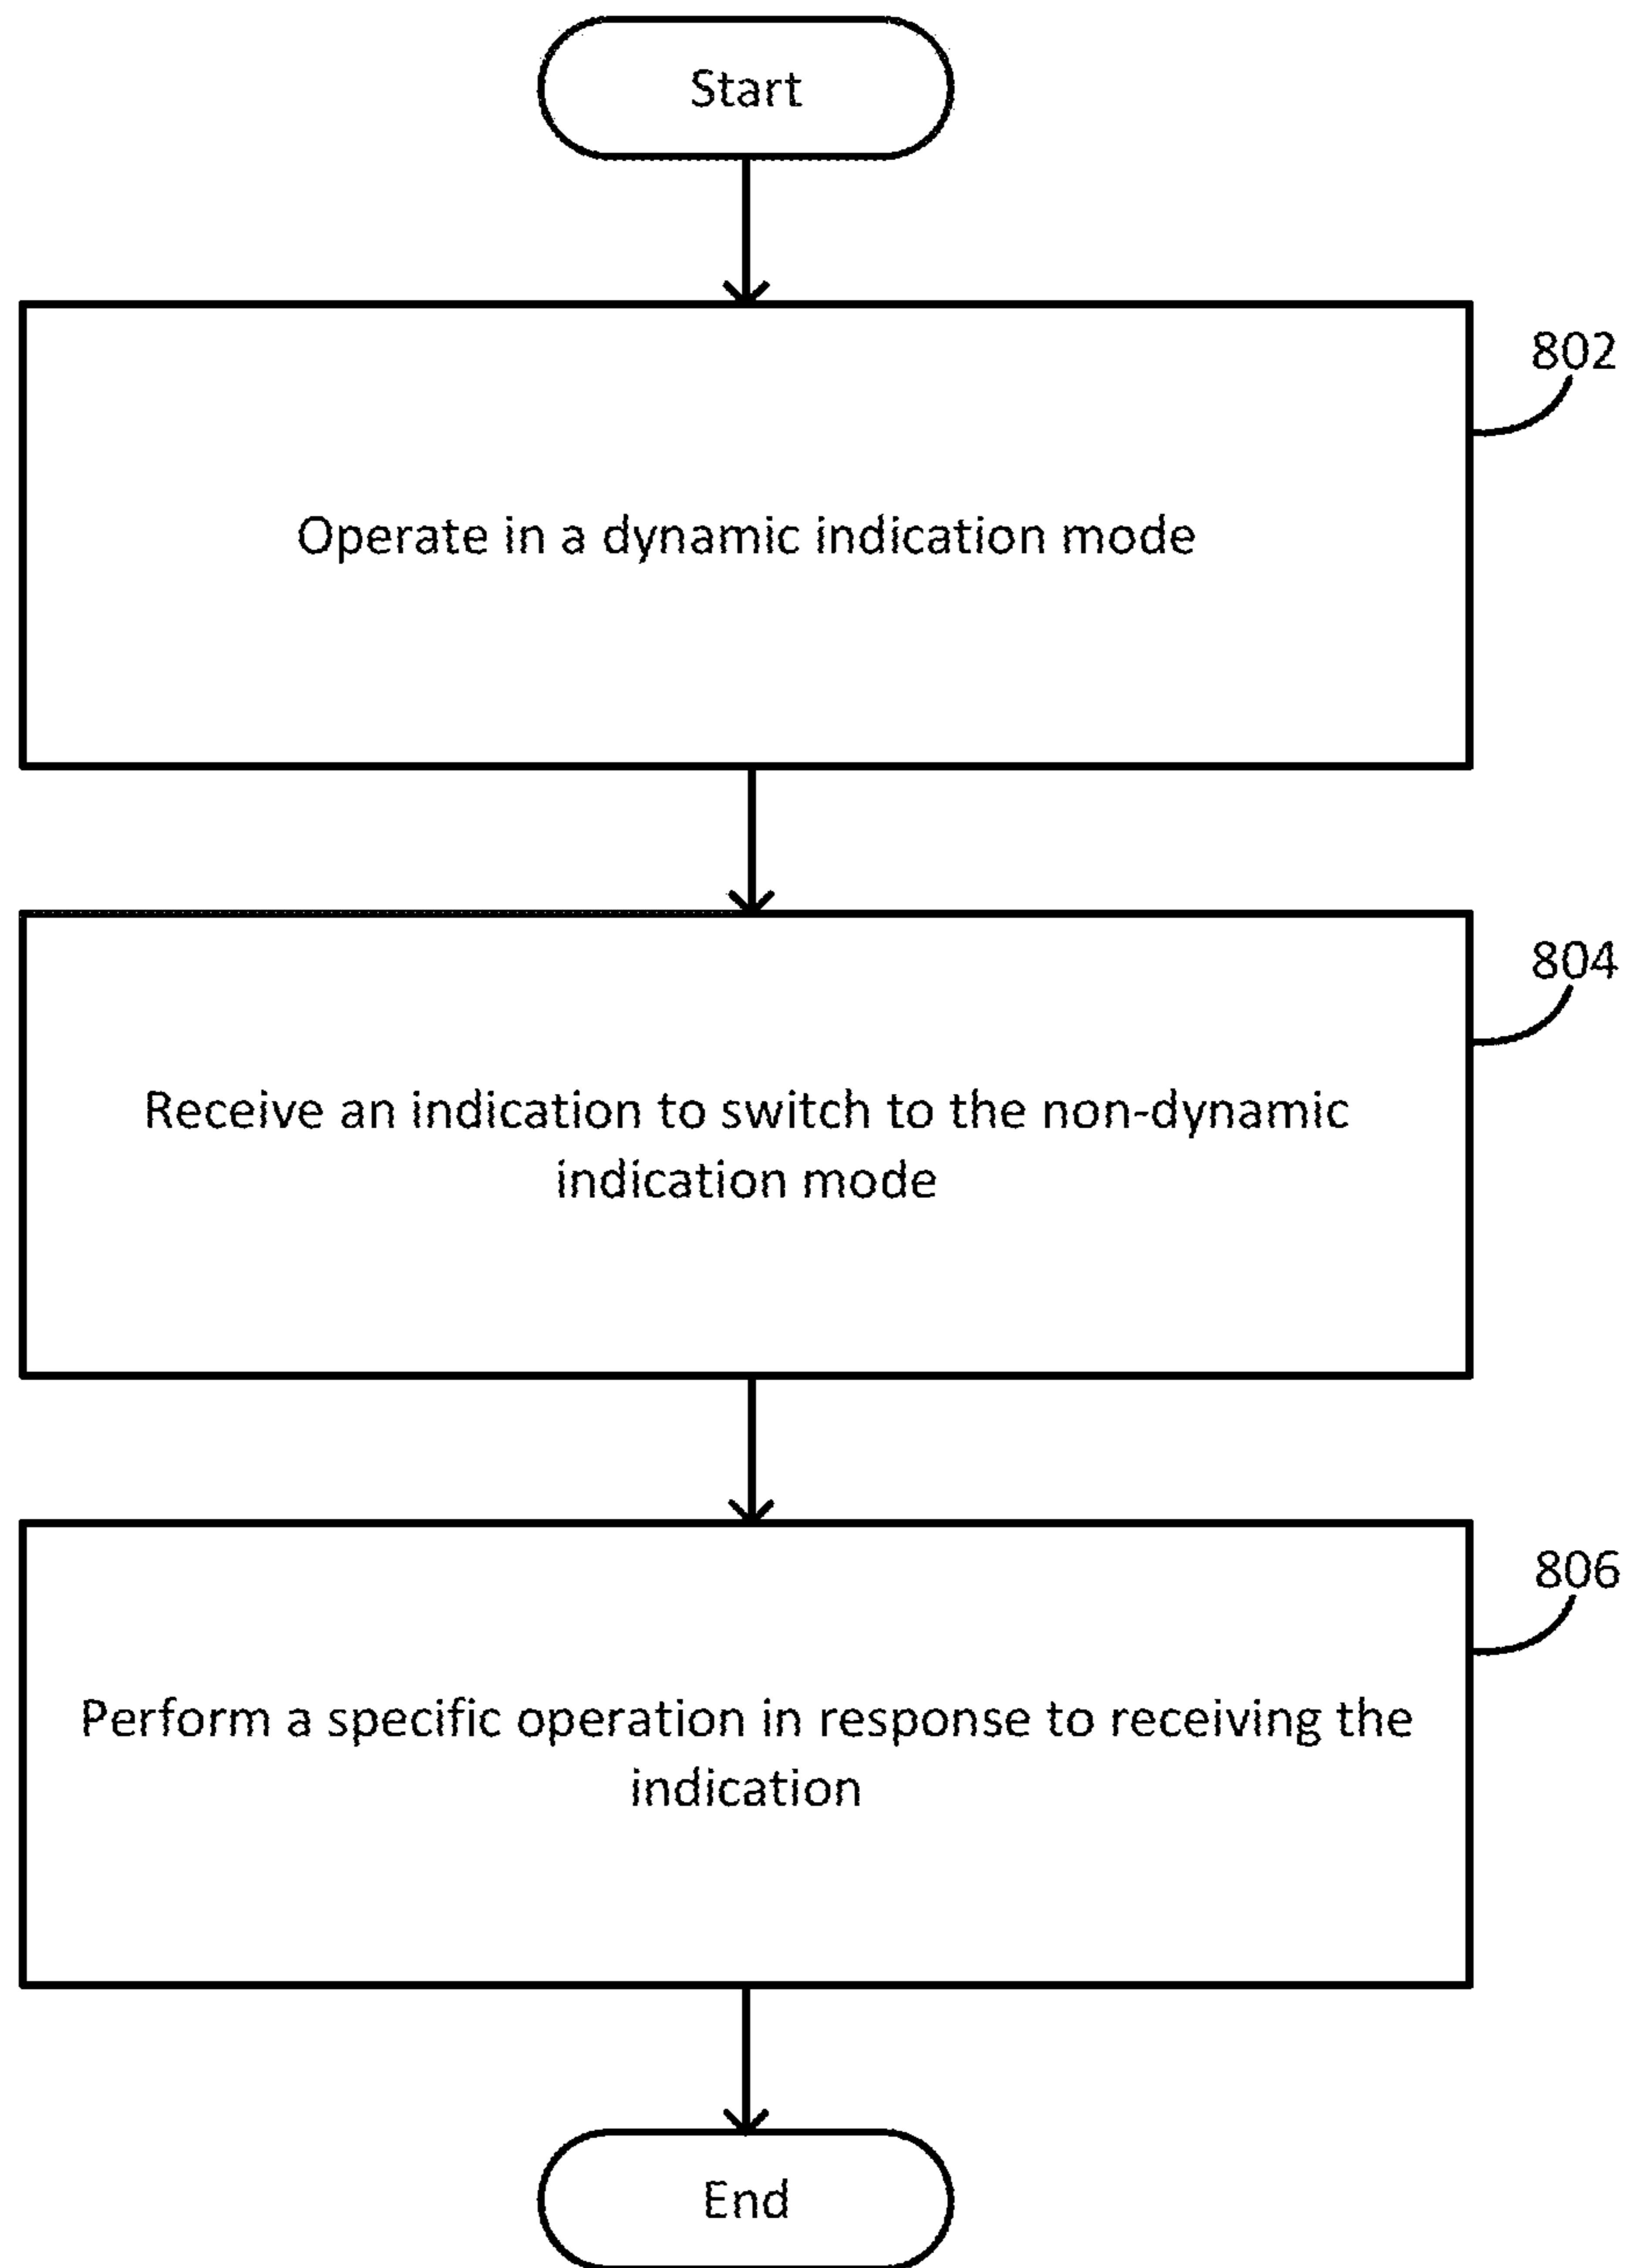 Start
802
Operate in a dynamic indication mode
804
Receive an indication to switch to the non-dynamic
indication mode
806
Perform a specific operation in response to receiving the
indication
End